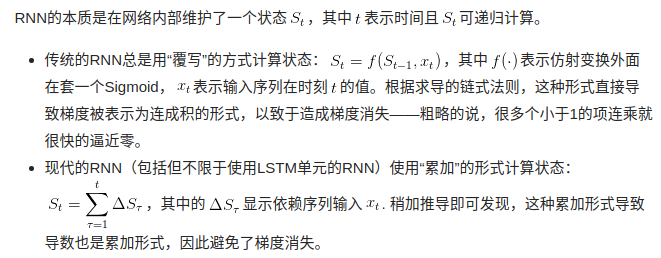 RNN的本质是在网络内部维护了一个状态 S_t ，其中 t 表示时间且 S_t 可递归计算。
• 传统的RNN总是用“覆写”的方式计算状态： S_t = f(S_{t−1}, x_t)，其中 f(·) 表示仿射变换外面
在套一个Sigmoid， x_t 表示输入序列在时刻 t 的值。根据求导的链式法则，这种形式直接导
致梯度被表示为连成积的形式，以致于造成梯度消失——粗略的说，很多个小于1的项连乘就
很快的逼近零。
• 现代的RNN（包括但不限于使用LSTM单元的RNN）使用“累加”的形式计算状态：
S_t = \sum_{τ=1}^{t} ΔS_τ ，其中的 ΔS_τ 显示依赖序列输入 x_t . 稍加推导即可发现，这种累加形式导致
导数也是累加形式，因此避免了梯度消失。